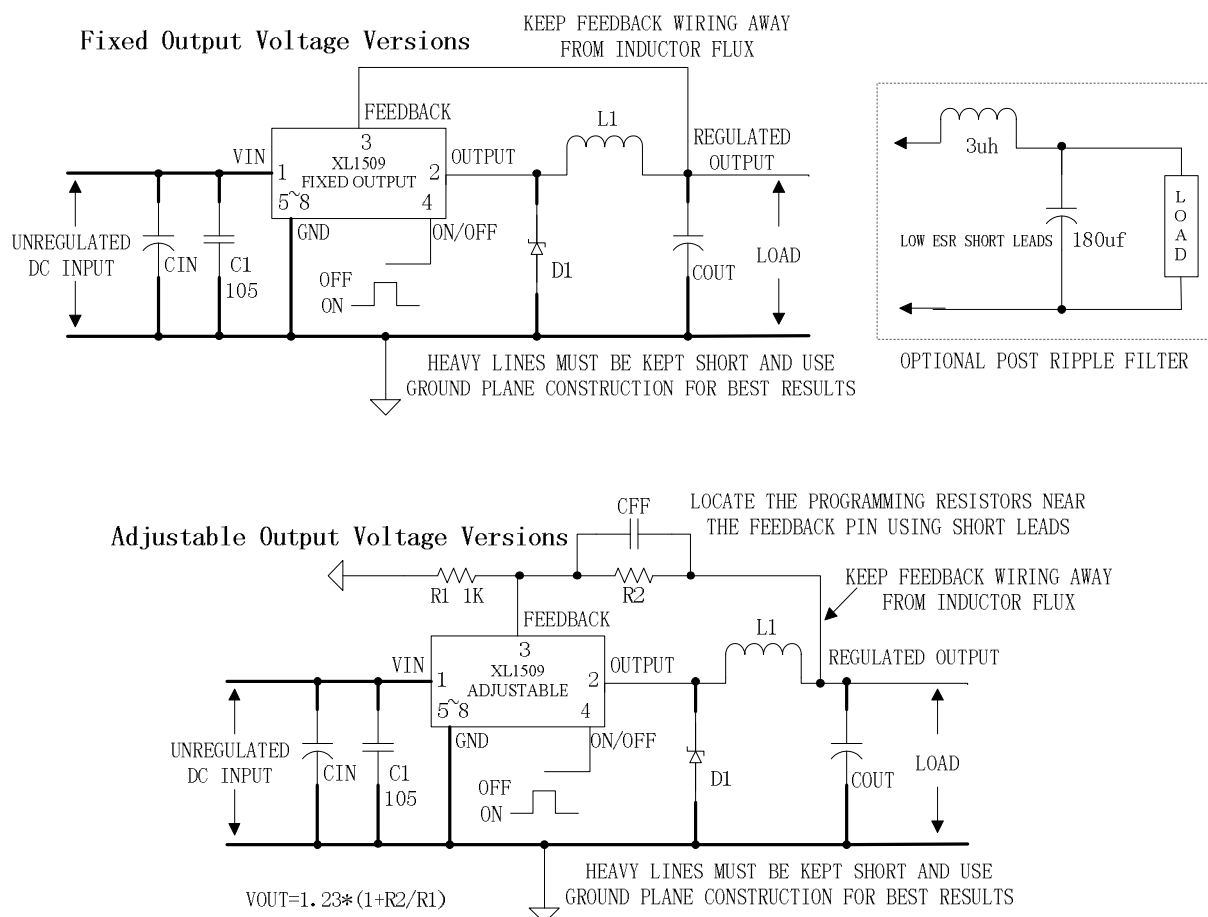 Fixed Output Voltage Versions
KEEP FEEDBACK WIRING AWAY
FROM INDUCTOR FLUX
FEEDBACK
3
XL1509
FIXED OUTPUT
VIN
1
2
OUTPUT
5~8
4
GND
ON/OFF
L1
REGULATED
OUTPUT
UNREGULATED
DC INPUT
CIN
C1
105
OFF
ON
D1
COUT
LOAD
HEAVY LINES MUST BE KEPT SHORT AND USE
GROUND PLANE CONSTRUCTION FOR BEST RESULTS
3uh
LOW ESR SHORT LEADS
180uf
LOAD
OPTIONAL POST RIPPLE FILTER
Adjustable Output Voltage Versions
CFF
LOCATE THE PROGRAMMING RESISTORS NEAR
THE FEEDBACK PIN USING SHORT LEADS
R1 1K
R2
KEEP FEEDBACK WIRING AWAY
FROM INDUCTOR FLUX
FEEDBACK
3
XL1509
ADJUSTABLE
VIN
1
2
OUTPUT
5~8
4
GND
ON/OFF
L1
REGULATED OUTPUT
UNREGULATED
DC INPUT
CIN
C1
105
OFF
ON
D1
COUT
LOAD
HEAVY LINES MUST BE KEPT SHORT AND USE
GROUND PLANE CONSTRUCTION FOR BEST RESULTS
VOUT=1.23*(1+R2/R1)